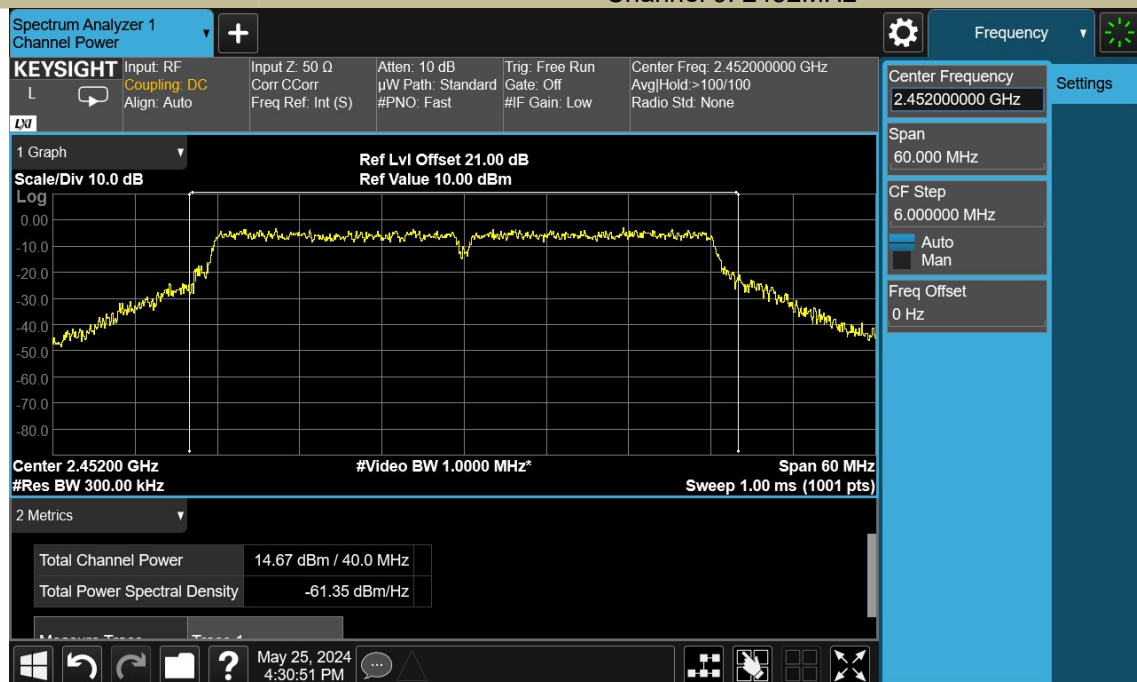 Spectrum Analyzer 1
Channel Power
+
Frequency
KEYSIGHT
L
LXI
Input: RF
Coupling: DC
Align: Auto
Input Z: 50 Ω
Corr CCorr
Freq Ref: Int (S)
Atten: 10 dB
µW Path: Standard
#PNO: Fast
Trig: Free Run
Gate: Off
#IF Gain: Low
Center Freq: 2.452000000 GHz
Avg|Hold:>100/100
Radio Std: None
Center Frequency
2.452000000 GHz
Settings
Span
60.000 MHz
CF Step
6.000000 MHz
Auto
Man
Freq Offset
0 Hz
1 Graph
Scale/Div 10.0 dB
Ref Lvl Offset 21.00 dB
Ref Value 10.00 dBm
Log
0.00
-10.0
-20.0
-30.0
-40.0
-50.0
-60.0
-70.0
-80.0
Center 2.45200 GHz
#Res BW 300.00 kHz
#Video BW 1.0000 MHz*
Span 60 MHz
Sweep 1.00 ms (1001 pts)
2 Metrics
Total Channel Power 14.67 dBm / 40.0 MHz
Total Power Spectral Density -61.35 dBm/Hz
?
May 25, 2024
4:30:51 PM